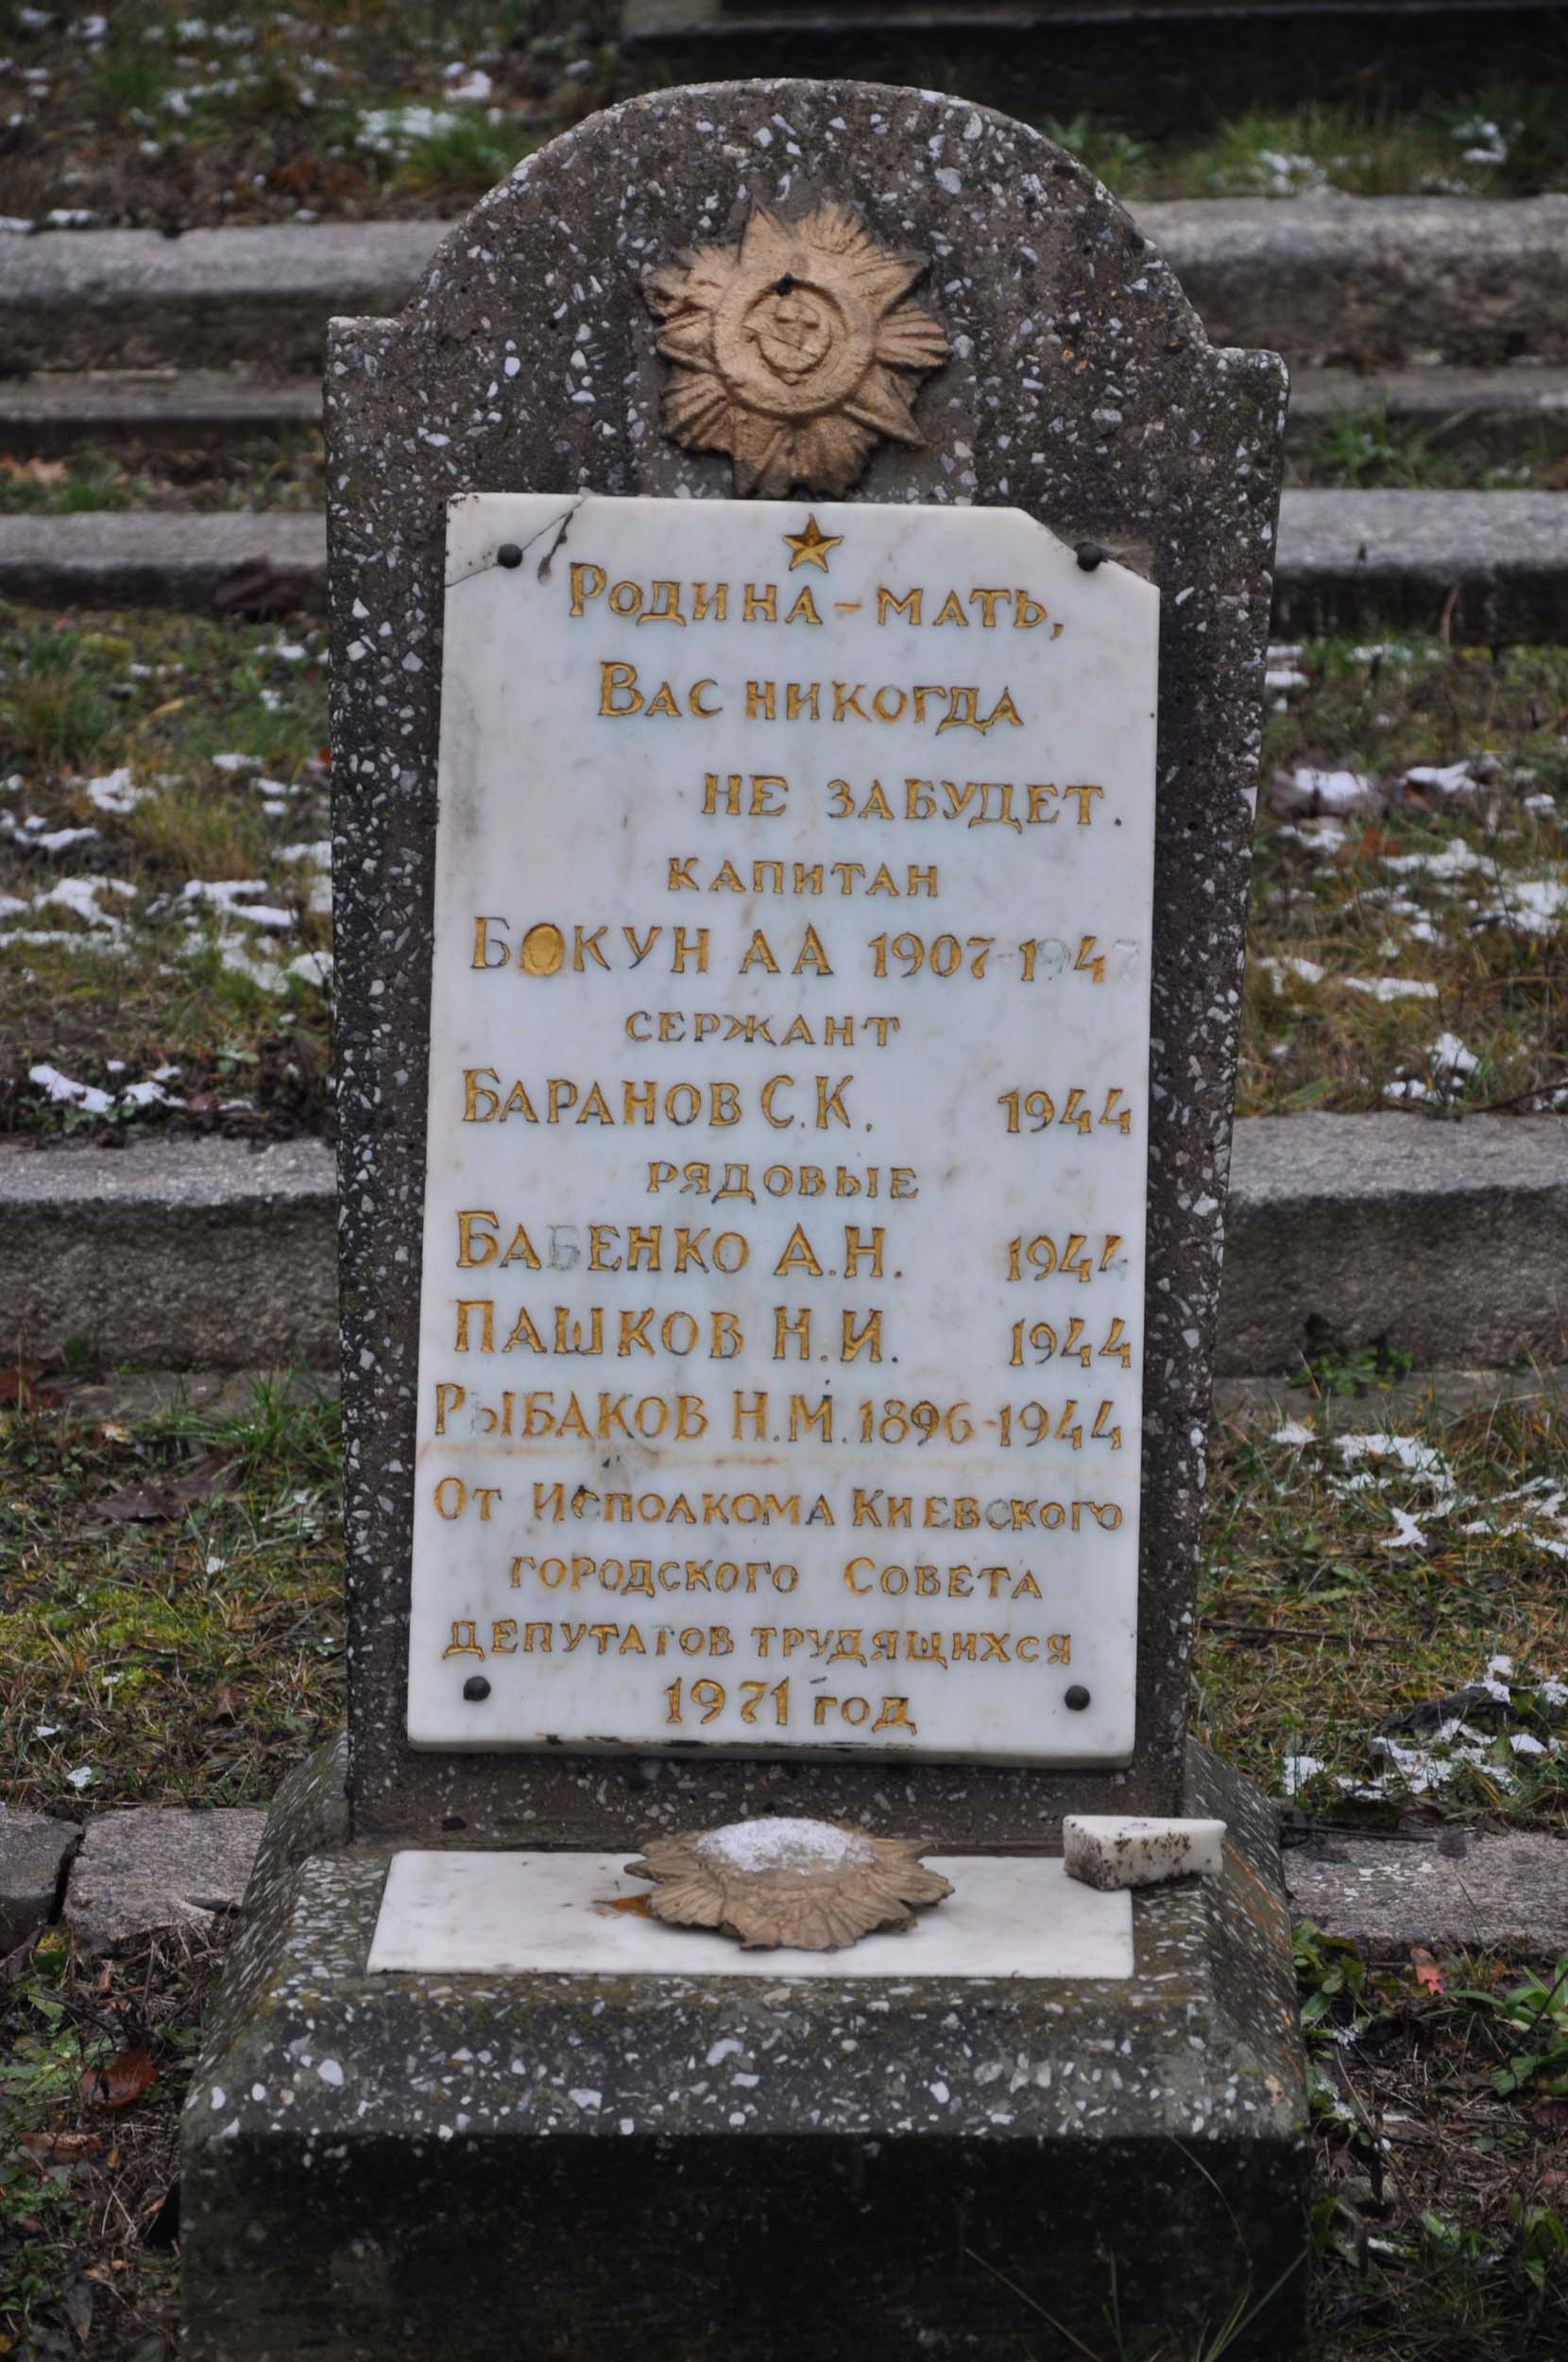 Родина-мать,
Вас никогда
не забудет.
капитан
Бокун А А 1907-1947
сержант
Баранов С.К. 1944
рядовые
Бабенко А.Н. 1944
Пашков Н.И. 1944
Рыбаков Н.М. 1896-1944
От Исполкома Киевского
городского Совета
депутатов трудящихся
1971 год